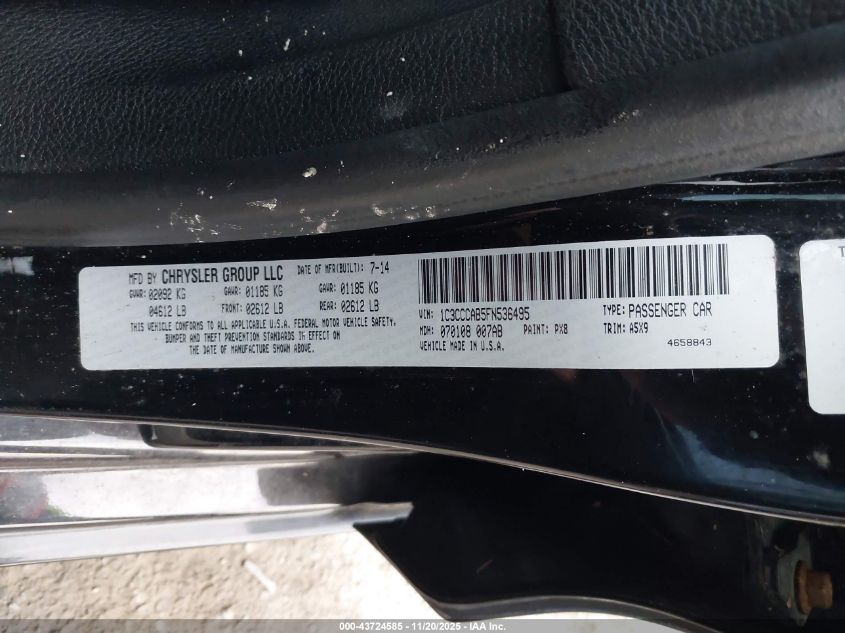 MFD BY CHRYSLER GROUP LLC DATE OF MFR(BUILT): 7-14
GVWR: 02092 KG GAWR: 01185 KG GAWR: 01185 KG
04612 LB FRONT: 02612 LB REAR: 02612 LB
THIS VEHICLE CONFORMS TO ALL APPLICABLE U.S.A. FEDERAL MOTOR VEHICLE SAFETY,
BUMPER AND THEFT PREVENTION STANDARDS IN EFFECT ON
THE DATE OF MANUFACTURE SHOWN ABOVE.
VIN: 1C3CCCAB5FN536495 TYPE: PASSENGER CAR
MDH: 070108 007AB PAINT: PX8 TRIM: A5X9
VEHICLE MADE IN U.S.A. 4658843
T
000-43724585 - 11/20/2025 - IAA Inc.